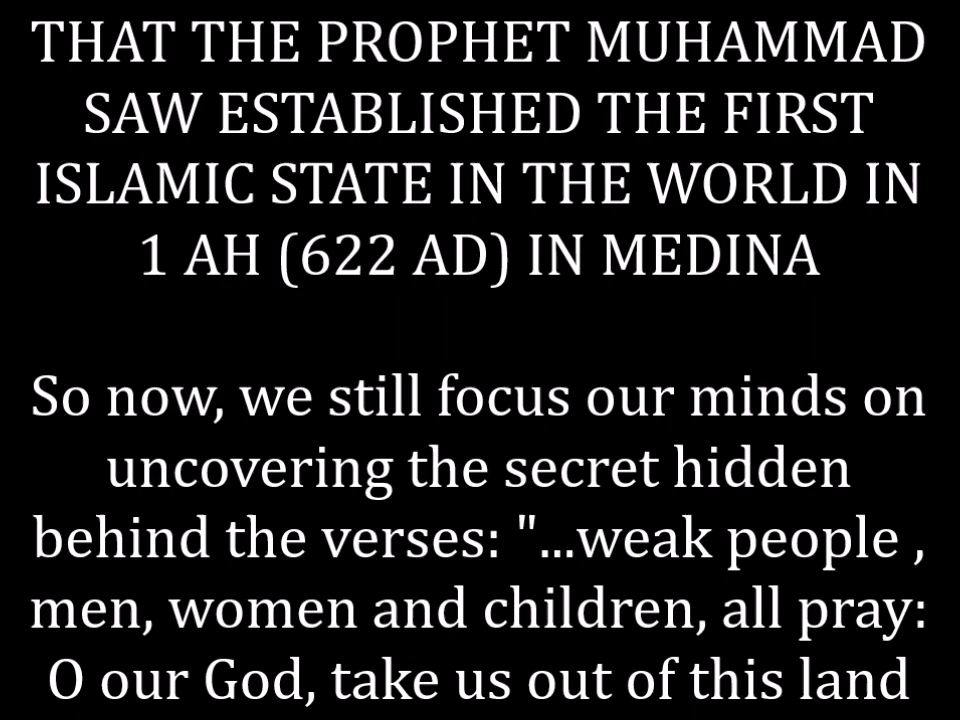 THAT THE PROPHET MUHAMMAD
SAW ESTABLISHED THE FIRST
ISLAMIC STATE IN THE WORLD IN
1 AH (622 AD) IN MEDINA
So now, we still focus our minds on
uncovering the secret hidden
behind the verses: "...weak people ,
men, women and children, all pray:
O our God, take us out of this land